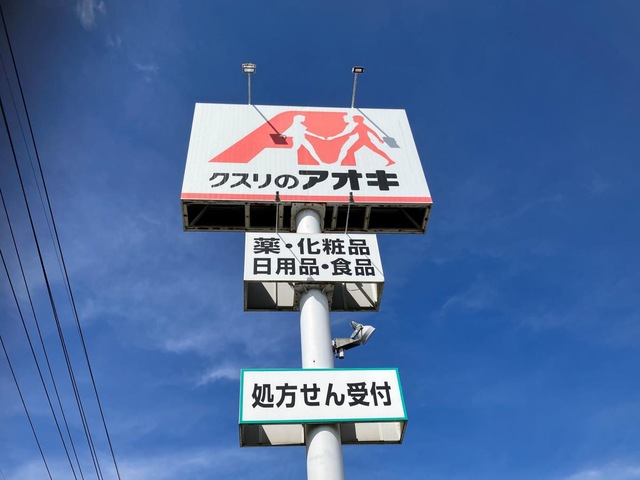 クスリのアオキ
薬・化粧品
日用品・食品
処方せん受付